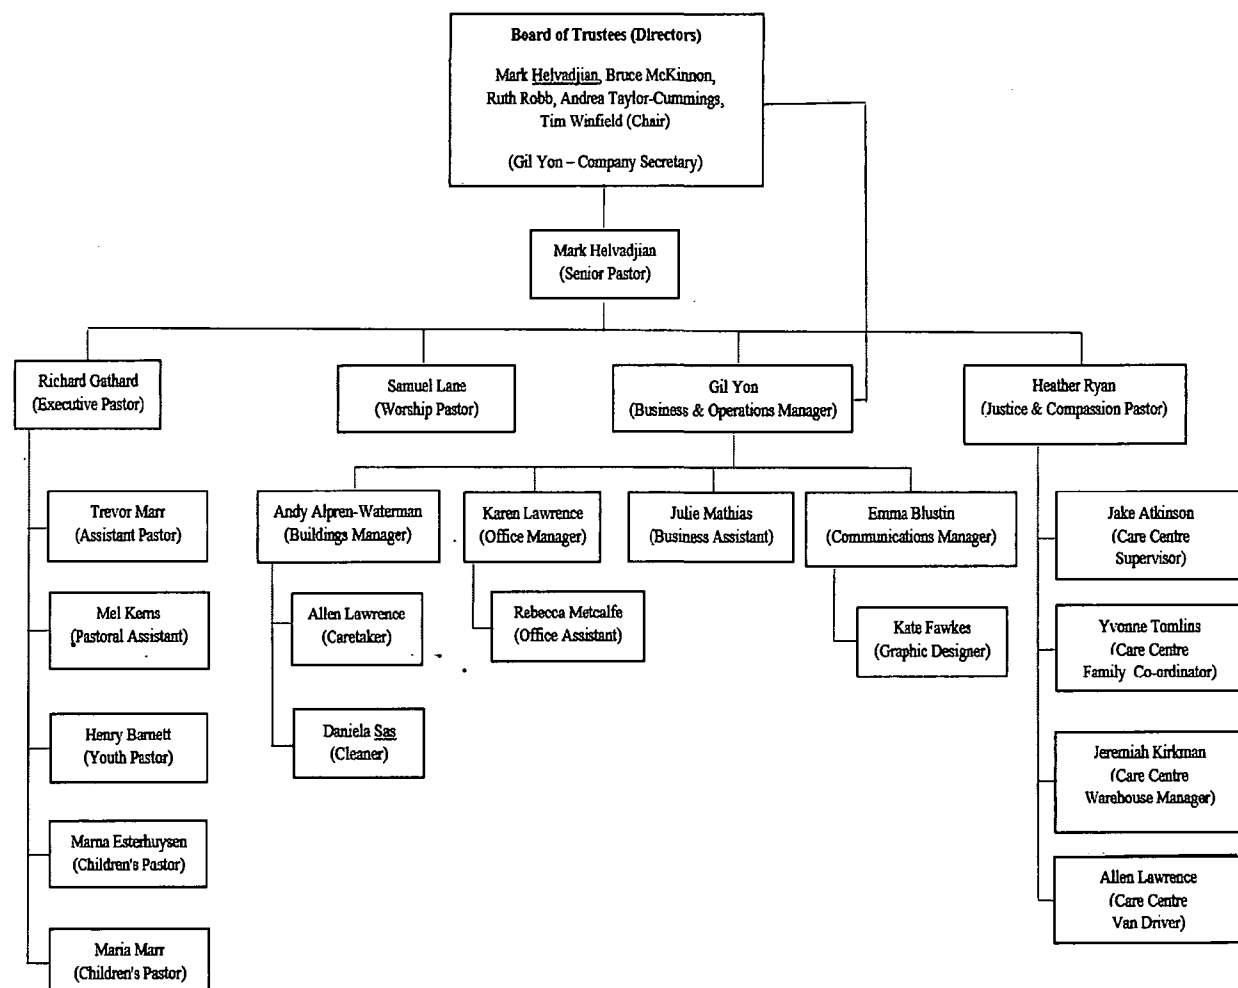 Board of Trustees (Directors)
Mark Helvadjian, Bruce McKinnon,
Ruth Robb, Andrea Taylor-Cummings,
Tim Winfield (Chair)
(Gil Yon – Company Secretary)
Mark Helvadjian
(Senior Pastor)
Richard Gathard
(Executive Pastor)
Samuel Lane
(Worship Pastor)
Gil Yon
(Business & Operations Manager)
Heather Ryan
(Justice & Compassion Pastor)
Trevor Marr
(Assistant Pastor)
Mel Kerns
(Pastoral Assistant)
Henry Barnett
(Youth Pastor)
Marna Esterhuysen
(Children's Pastor)
Maria Marr
(Children's Pastor)
Andy Alpren-Waterman
(Buildings Manager)
Allen Lawrence
(Caretaker)
Daniela Sas
(Cleaner)
Karen Lawrence
(Office Manager)
Rebecca Metcalfe
(Office Assistant)
Julie Mathias
(Business Assistant)
Emma Blustin
(Communications Manager)
Kate Fawkes
(Graphic Designer)
Jake Atkinson
(Care Centre
Supervisor)
Yvonne Tomlins
(Care Centre
Family Co-ordinator)
Jeremiah Kirkman
(Care Centre
Warehouse Manager)
Allen Lawrence
(Care Centre
Van Driver)